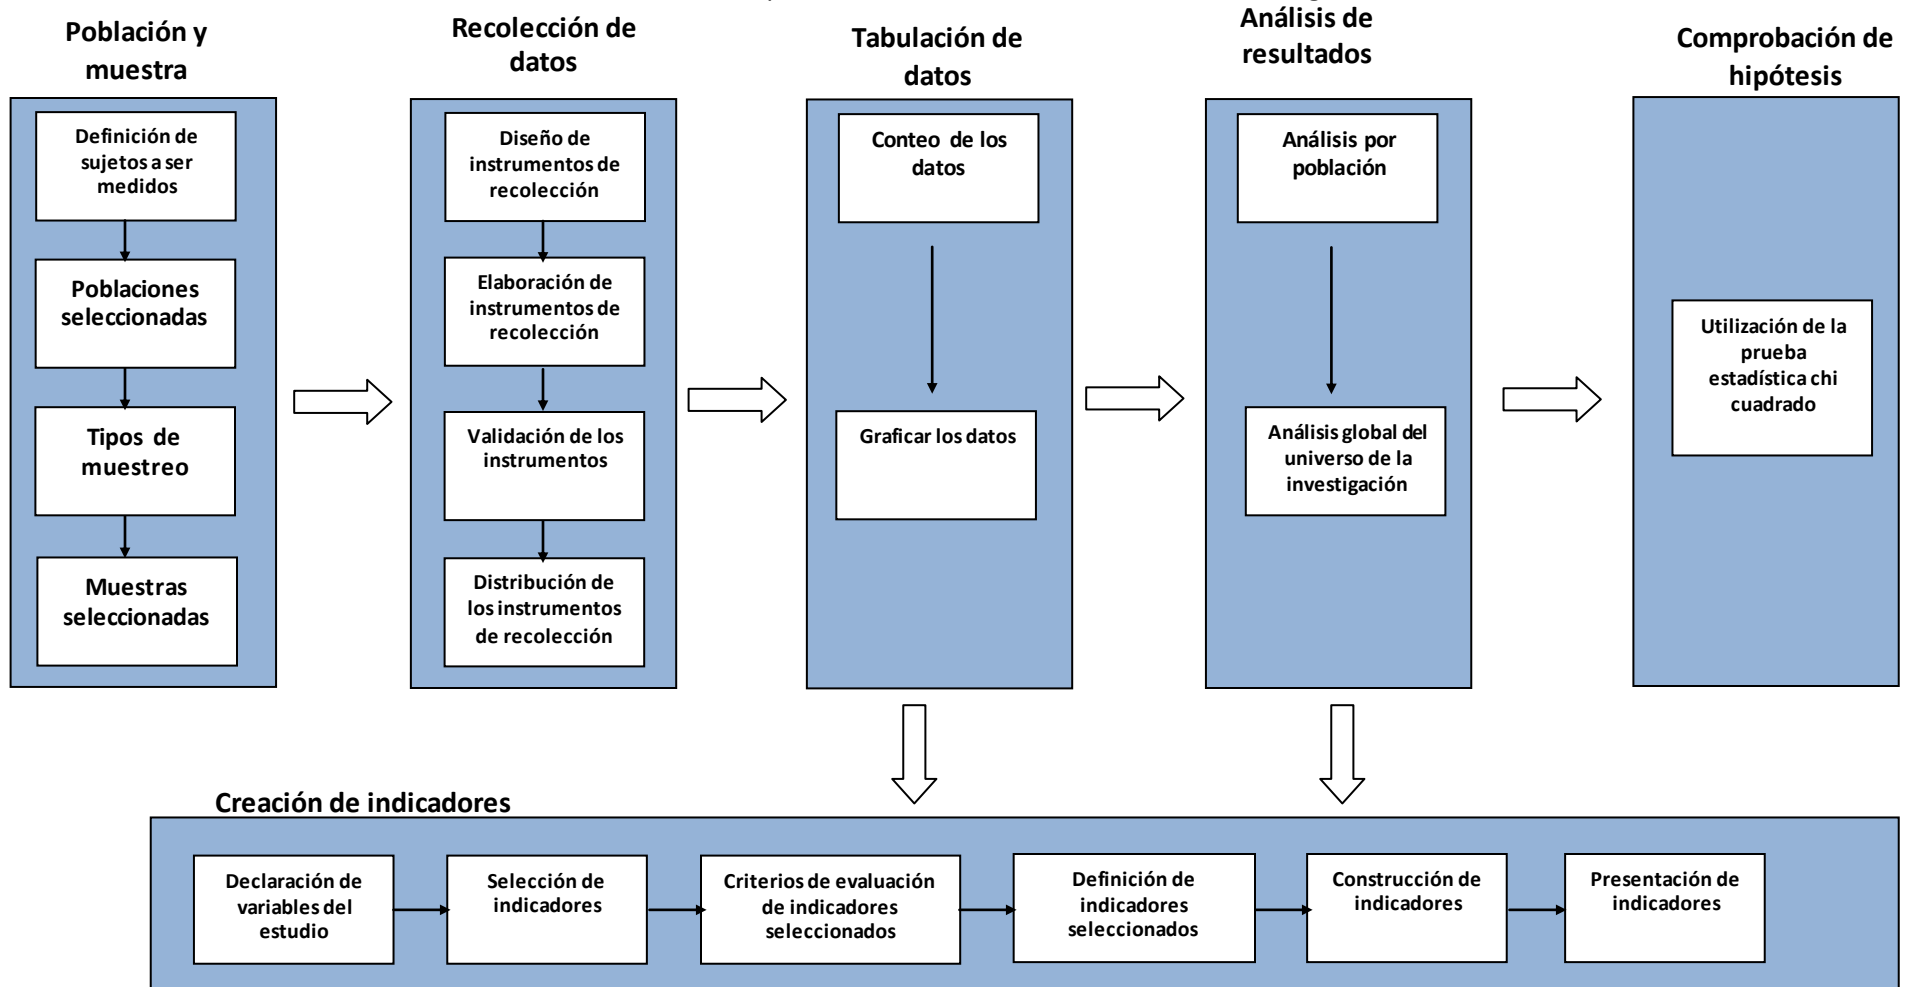 Población y
muestra
Definición de
sujetos a ser
medidos
Poblaciones
seleccionadas
Tipos de
muestreo
Muestras
seleccionadas
Recolección de
datos
Diseño de
instrumentos de
recolección
Elaboración de
instrumentos de
recolección
Validación de los
instrumentos
Distribución de
los instrumentos
de recolección
Tabulación de
datos
Conteo de los
datos
Graficar los datos
Análisis de
resultados
Análisis por
población
Análisis global del
universo de la
investigación
Comprobación de
hipótesis
Utilización de la
prueba
estadística chi
cuadrado
Creación de indicadores
Declaración de
variables del
estudio
Selección de
indicadores
Criterios de evaluación
de indicadores
seleccionados
Definición de
indicadores
seleccionados
Construcción de
indicadores
Presentación de
indicadores